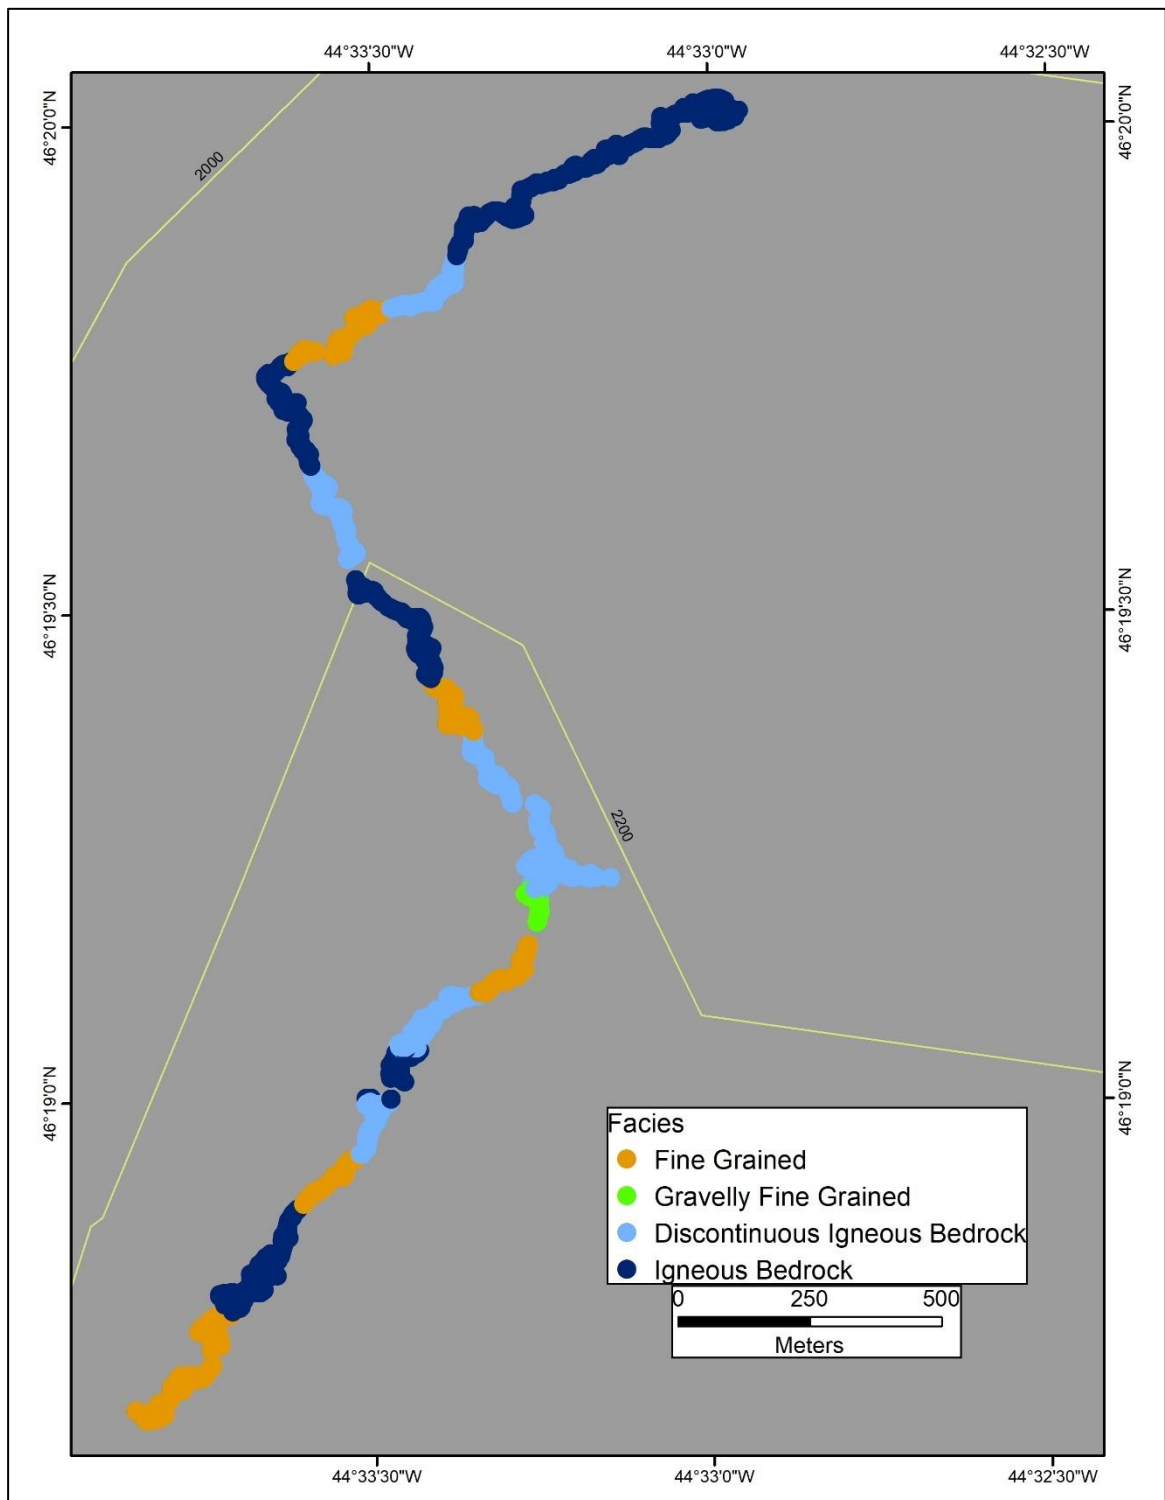 44°33'30"W 44°33'0"W 44°32'30"W
46°20'0"N 46°20'0"N
2000
46°19'30"N 46°19'30"N
2200
46°19'0"N 46°19'0"N
Facies
Fine Grained
Gravelly Fine Grained
Discontinuous Igneous Bedrock
Igneous Bedrock
0 250 500
Meters
44°33'30"W 44°33'0"W 44°32'30"W